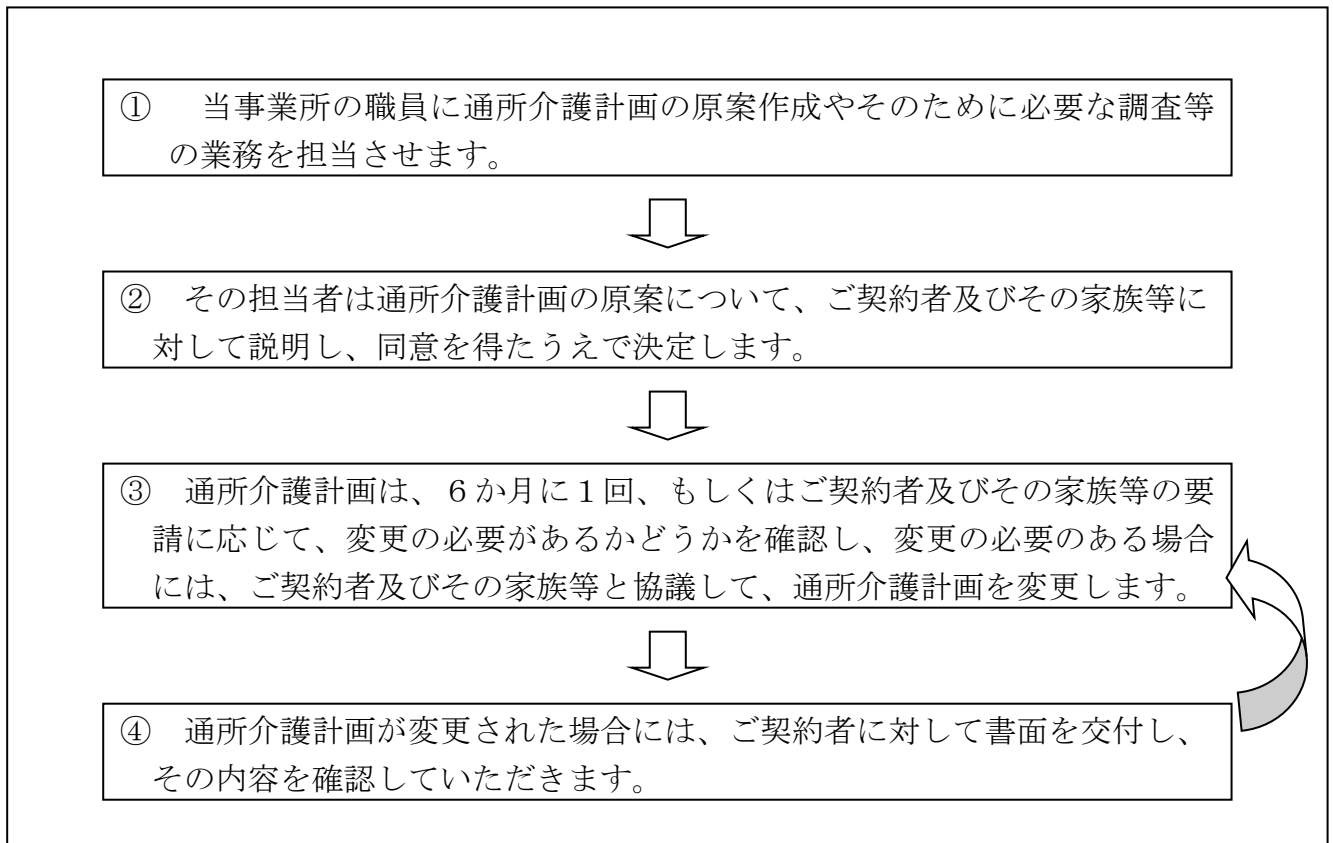 ① 当事業所の職員に通所介護計画の原案作成やそのために必要な調査等
の業務を担当させます。
② その担当者は通所介護計画の原案について、ご契約者及びその家族等に
対して説明し、同意を得たうえで決定します。
③ 通所介護計画は、６か月に１回、もしくはご契約者及びその家族等の要
請に応じて、変更の必要があるかどうかを確認し、変更の必要のある場合
には、ご契約者及びその家族等と協議して、通所介護計画を変更します。
④ 通所介護計画が変更された場合には、ご契約者に対して書面を交付し、
その内容を確認していただきます。